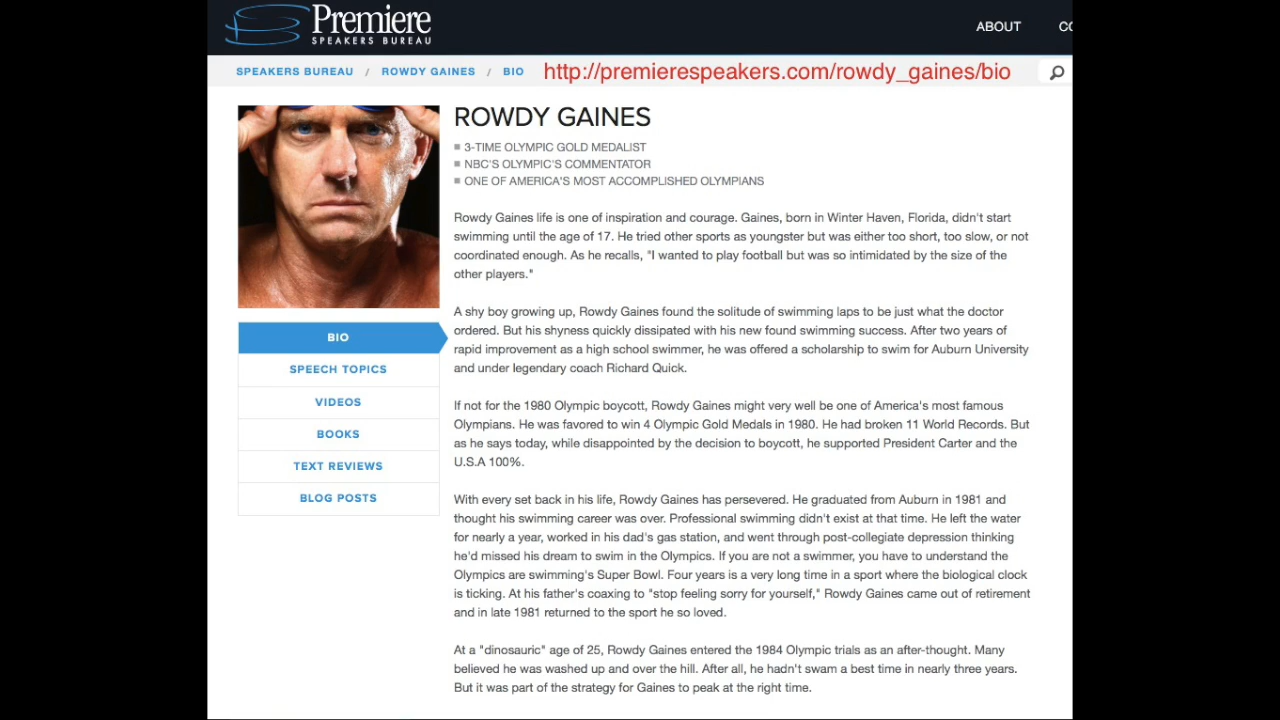 Premiere
SPEAKERS BUREAU
ABOUT
SPEAKERS BUREAU / ROWDY GAINES / BIO
http://premierespeakers.com/rowdy_gaines/bio
ROWDY GAINES
3-TIME OLYMPIC GOLD MEDALIST
NBC'S OLYMPIC'S COMMENTATOR
ONE OF AMERICA'S MOST ACCOMPLISHED OLYMPIANS
Rowdy Gaines life is one of inspiration and courage. Gaines, born in Winter Haven, Florida, didn't start
swimming until the age of 17. He tried other sports as youngster but was either too short, too slow, or not
coordinated enough. As he recalls, "I wanted to play football but was so intimidated by the size of the
other players."
A shy boy growing up, Rowdy Gaines found the solitude of swimming laps to be just what the doctor
ordered. But his shyness quickly dissipated with his new found swimming success. After two years of
rapid improvement as a high school swimmer, he was offered a scholarship to swim for Auburn University
and under legendary coach Richard Quick.
If not for the 1980 Olympic boycott, Rowdy Gaines might very well be one of America's most famous
Olympians. He was favored to win 4 Olympic Gold Medals in 1980. He had broken 11 World Records. But
as he says today, while disappointed by the decision to boycott, he supported President Carter and the
U.S.A 100%.
With every set back in his life, Rowdy Gaines has persevered. He graduated from Auburn in 1981 and
thought his swimming career was over. Professional swimming didn't exist at that time. He left the water
for nearly a year, worked in his dad's gas station, and went through post-collegiate depression thinking
he'd missed his dream to swim in the Olympics. If you are not a swimmer, you have to understand the
Olympics are swimming's Super Bowl. Four years is a very long time in a sport where the biological clock
is ticking. At his father's coaxing to "stop feeling sorry for yourself," Rowdy Gaines came out of retirement
and in late 1981 returned to the sport he so loved.
At a "dinosauric" age of 25, Rowdy Gaines entered the 1984 Olympic trials as an after-thought. Many
believed he was washed up and over the hill. After all, he hadn't swam a best time in nearly three years.
But it was part of the strategy for Gaines to peak at the right time.
BIO
SPEECH TOPICS
VIDEOS
BOOKS
TEXT REVIEWS
BLOG POSTS